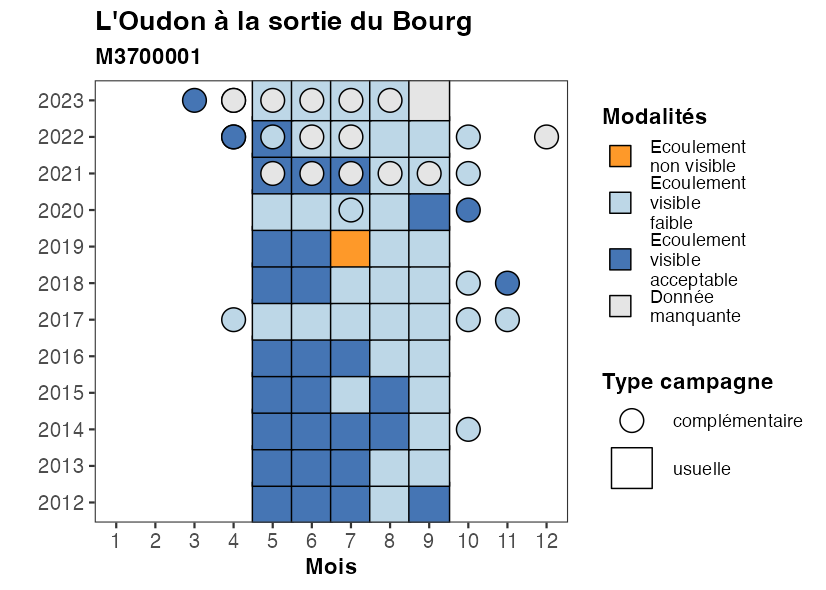 L'Oudon à la sortie du Bourg
M3700001
2023
2022
2021
2020
2019
2018
2017
2016
2015
2014
2013
2012
1 2 3 4 5 6 7 8 9 10 11 12
Mois
Modalités
Ecoulement
non visible
Ecoulement
visible
faible
Ecoulement
visible
acceptable
Donnée
manquante
Type campagne
complémentaire
usuelle